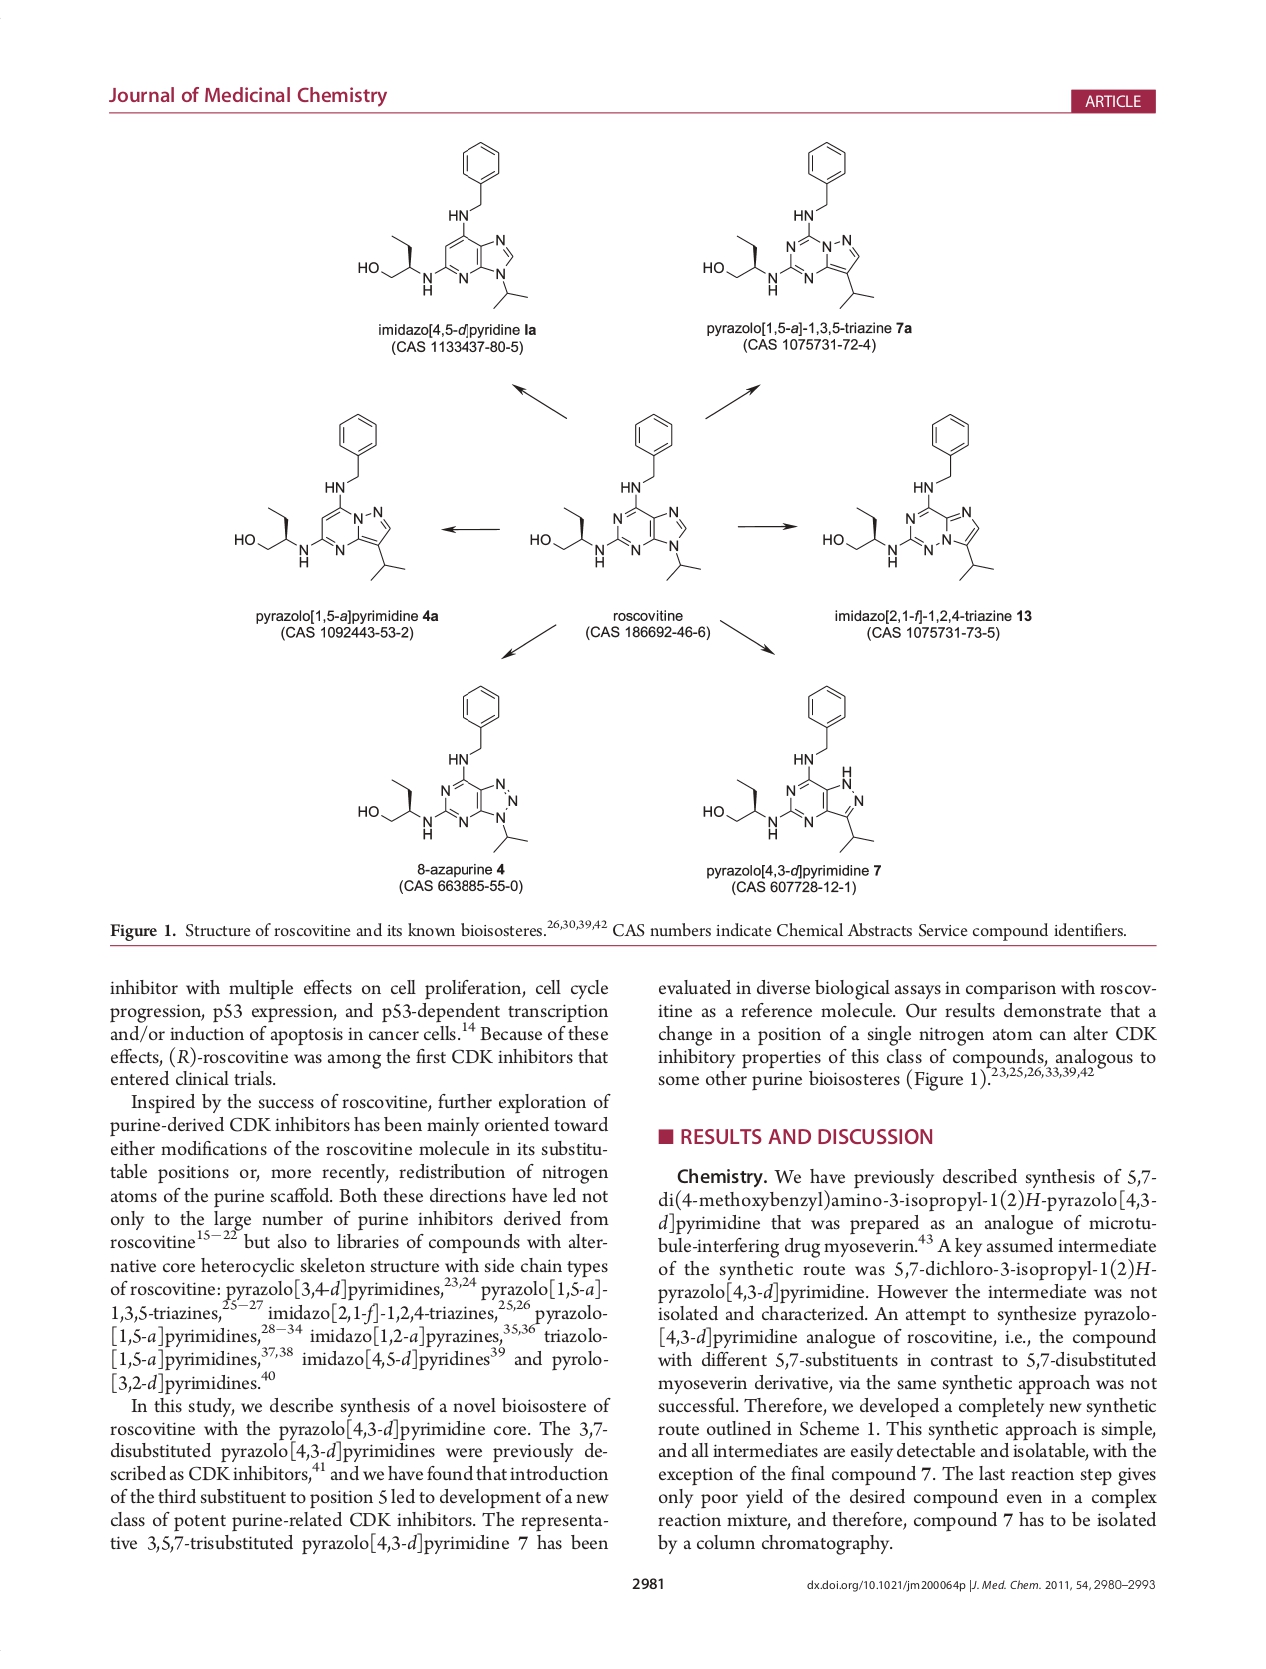 Journal of Medicinal Chemistry
ARTICLE
HN
N
HO
N
H
N
N
imidazo[4,5-d]pyridine Ia
(CAS 1133437-80-5)
HN
N
N
N
HO
N
H
N
pyrazolo[1,5-a]-1,3,5-triazine 7a
(CAS 1075731-72-4)
HN
N
N
HO
N
H
N
pyrazolo[1,5-a]pyrimidine 4a
(CAS 1092443-53-2)
HN
N
N
HO
N
H
N
N
roscovitine
(CAS 186692-46-6)
HN
N
N
HO
N
H
N
N
imidazo[2,1-f]-1,2,4-triazine 13
(CAS 1075731-73-5)
HN
N
N
N
HO
N
H
N
N
8-azapurine 4
(CAS 663885-55-0)
HN
H
N
N
N
HO
N
H
N
pyrazolo[4,3-d]pyrimidine 7
(CAS 607728-12-1)
Figure 1. Structure of roscovitine and its known bioisosteres.26,30,39,42 CAS numbers indicate Chemical Abstracts Service compound identifiers.
inhibitor with multiple effects on cell proliferation, cell cycle
progression, p53 expression, and p53-dependent transcription
and/or induction of apoptosis in cancer cells.14 Because of these
effects, (R)-roscovitine was among the first CDK inhibitors that
entered clinical trials.
Inspired by the success of roscovitine, further exploration of
purine-derived CDK inhibitors has been mainly oriented toward
either modifications of the roscovitine molecule in its substitu-
table positions or, more recently, redistribution of nitrogen
atoms of the purine scaffold. Both these directions have led not
only to the large number of purine inhibitors derived from
roscovitine15−22 but also to libraries of compounds with alter-
native core heterocyclic skeleton structure with side chain types
of roscovitine: pyrazolo[3,4-d]pyrimidines,23,24 pyrazolo[1,5-a]-
1,3,5-triazines,25−27 imidazo[2,1-f]-1,2,4-triazines,25,26 pyrazolo-
[1,5-a]pyrimidines,28−34 imidazo[1,2-a]pyrazines,35,36 triazolo-
[1,5-a]pyrimidines,37,38 imidazo[4,5-d]pyridines39 and pyrolo-
[3,2-d]pyrimidines.40
In this study, we describe synthesis of a novel bioisostere of
roscovitine with the pyrazolo[4,3-d]pyrimidine core. The 3,7-
disubstituted pyrazolo[4,3-d]pyrimidines were previously de-
scribed as CDK inhibitors,41 and we have found that introduction
of the third substituent to position 5 led to development of a new
class of potent purine-related CDK inhibitors. The representa-
tive 3,5,7-trisubstituted pyrazolo[4,3-d]pyrimidine 7 has been
evaluated in diverse biological assays in comparison with roscov-
itine as a reference molecule. Our results demonstrate that a
change in a position of a single nitrogen atom can alter CDK
inhibitory properties of this class of compounds, analogous to
some other purine bioisosteres (Figure 1).23,25,26,33,39,42
■ RESULTS AND DISCUSSION
Chemistry. We have previously described synthesis of 5,7-
di(4-methoxybenzyl)amino-3-isopropyl-1(2)H-pyrazolo[4,3-
d]pyrimidine that was prepared as an analogue of microtu-
bule-interfering drug myoseverin.43 A key assumed intermediate
of the synthetic route was 5,7-dichloro-3-isopropyl-1(2)H-
pyrazolo[4,3-d]pyrimidine. However the intermediate was not
isolated and characterized. An attempt to synthesize pyrazolo-
[4,3-d]pyrimidine analogue of roscovitine, i.e., the compound
with different 5,7-substituents in contrast to 5,7-disubstituted
myoseverin derivative, via the same synthetic approach was not
successful. Therefore, we developed a completely new synthetic
route outlined in Scheme 1. This synthetic approach is simple,
and all intermediates are easily detectable and isolatable, with the
exception of the final compound 7. The last reaction step gives
only poor yield of the desired compound even in a complex
reaction mixture, and therefore, compound 7 has to be isolated
by a column chromatography.
2981
dx.doi.org/10.1021/jm200064p |J. Med. Chem. 2011, 54, 2980–2993